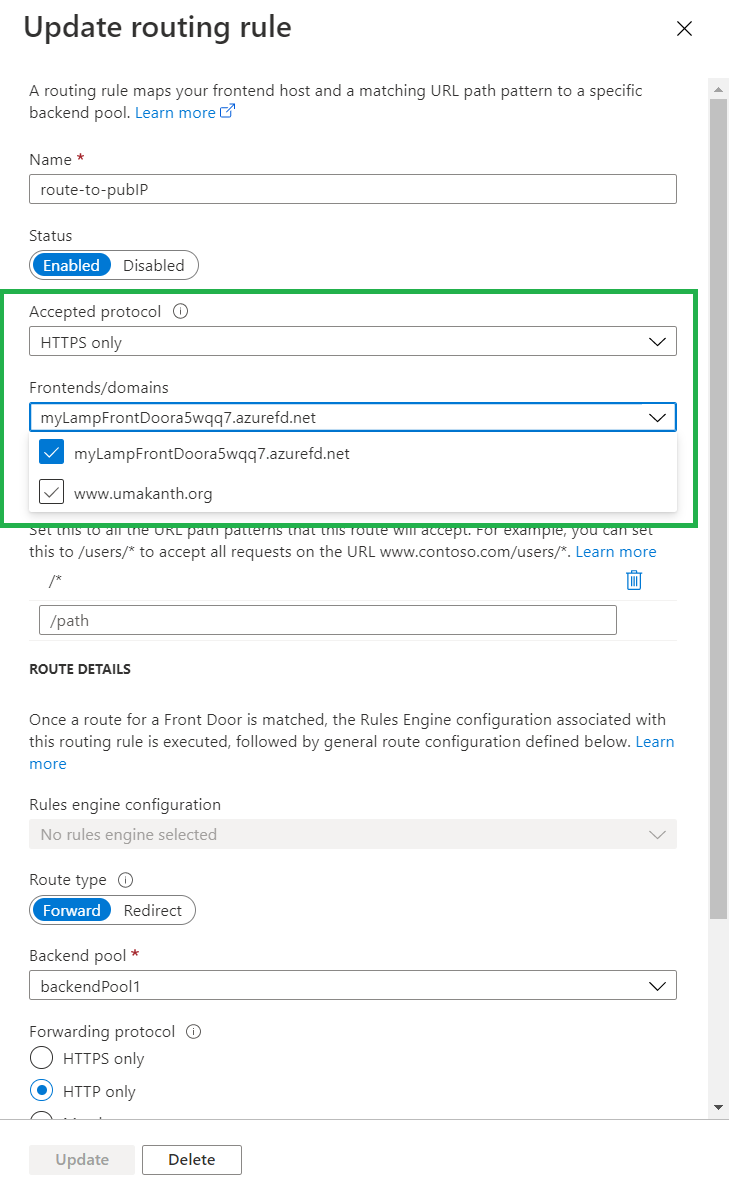 Update routing rule
A routing rule maps your frontend host and a matching URL path pattern to a specific
backend pool. Learn more
Name *
route-to-pubIP
Status
Enabled Disabled
Accepted protocol
HTTPS only
Frontends/domains
myLampFrontDoora5wqq7.azurefd.net
myLampFrontDoora5wqq7.azurefd.net
www.umakanth.org
Set this to all the URL path patterns that this route will accept. For example, you can set
this to /users/* to accept all requests on the URL www.contoso.com/users/*. Learn more
/*
/path
ROUTE DETAILS
Once a route for a Front Door is matched, the Rules Engine configuration associated with
this routing rule is executed, followed by general route configuration defined below. Learn
more
Rules engine configuration
No rules engine selected
Route type
Forward Redirect
Backend pool *
backendPool1
Forwarding protocol
HTTPS only
HTTP only
Update Delete